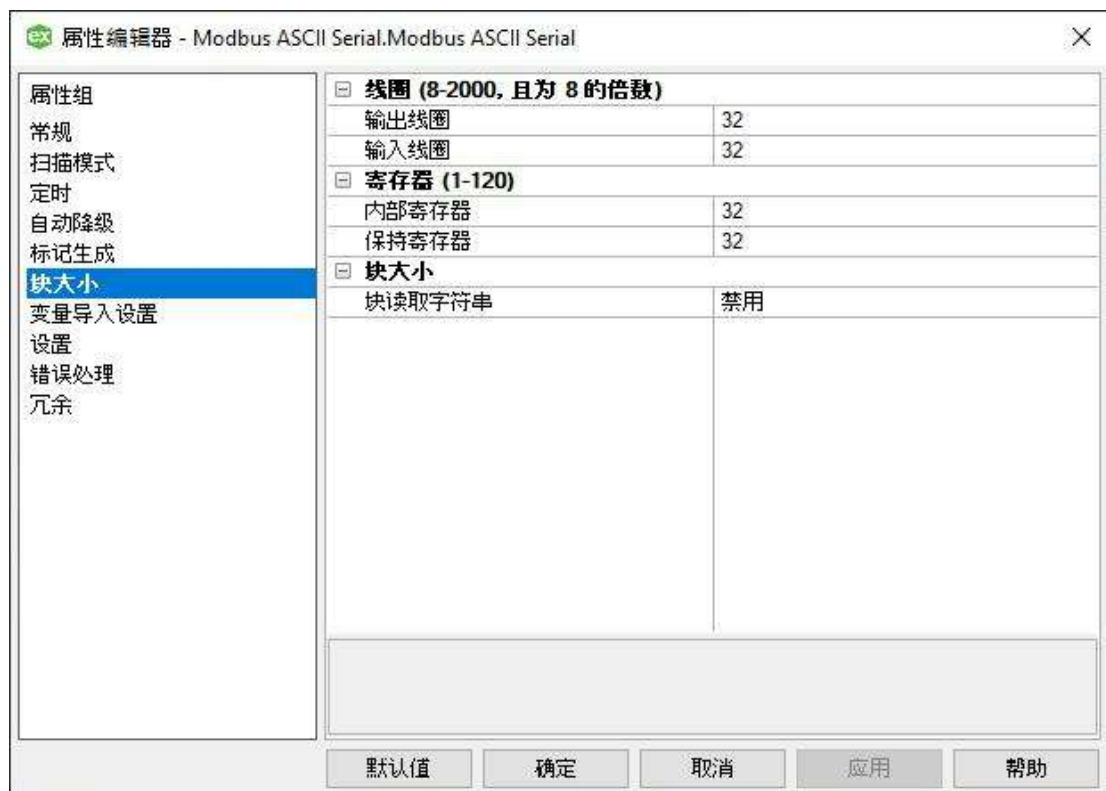 属性编辑器 - Modbus ASCII Serial.Modbus ASCII Serial
属性组
常规
扫描模式
定时
自动降级
标记生成
块大小
变量导入设置
设置
错误处理
冗余
线圈 (8-2000, 且为 8 的倍数)
输出线圈 32
输入线圈 32
寄存器 (1-120)
内部寄存器 32
保持寄存器 32
块大小
块读取字符串 禁用
默认值 确定 取消 应用 帮助